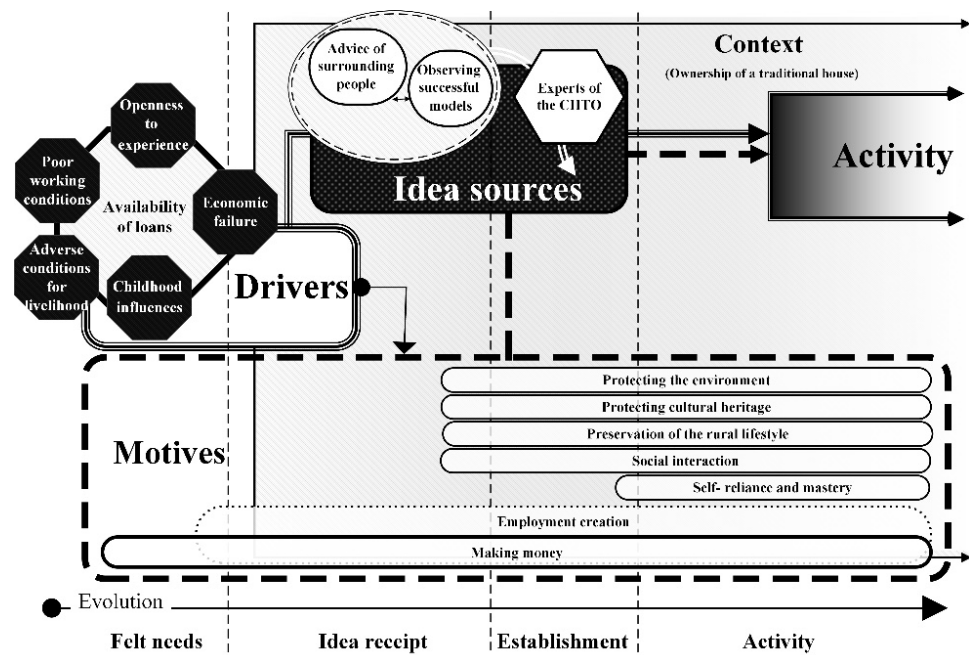 Context
(Ownership of a traditional house)
Advice of
surrounding
people
Observing
successful
models
Experts of
the CHTO
Idea sources
Activity
Openness to
experience
Poor
working
conditions
Economic
failure
Availability
of loans
Adverse
conditions
for
livelihood
Childhood
influences
Drivers
Motives
Protecting the environment
Protecting cultural heritage
Preservation of the rural lifestyle
Social interaction
Self- reliance and mastery
Employment creation
Making money
Evolution
Felt needs
Idea receipt
Establishment
Activity